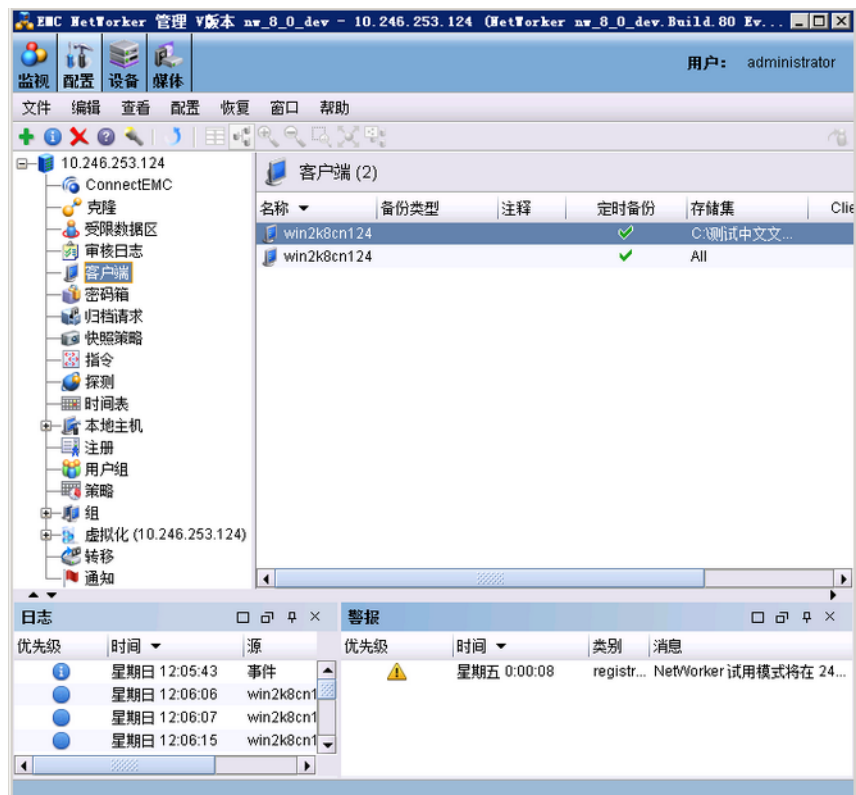 EMC NetWorker 管理 V版本 nw_8_0_dev - 10.246.253.124 (NetWorker nw_8_0_dev.Build.80 Ev...
监视 配置 设备 媒体 用户: administrator
文件 编辑 查看 配置 恢复 窗口 帮助
10.246.253.124
ConnectEMC
克隆
受限数据区
审核日志
客户端
密码箱
归档请求
快照策略
指令
探测
时间表
本地主机
注册
用户组
策略
组
虚拟化 (10.246.253.124)
转移
通知
客户端 (2)
名称 备份类型 注释 定时备份 存储集 Clie
win2k8cn124 C:\测试中文文...
win2k8cn124 All
日志
优先级 时间 源
星期日 12:05:43 事件
星期日 12:06:06 win2k8cn1
星期日 12:06:07 win2k8cn1
星期日 12:06:15 win2k8cn1
警报
优先级 时间 类别 消息
星期五 0:00:08 registr... NetWorker 试用模式将在 24...